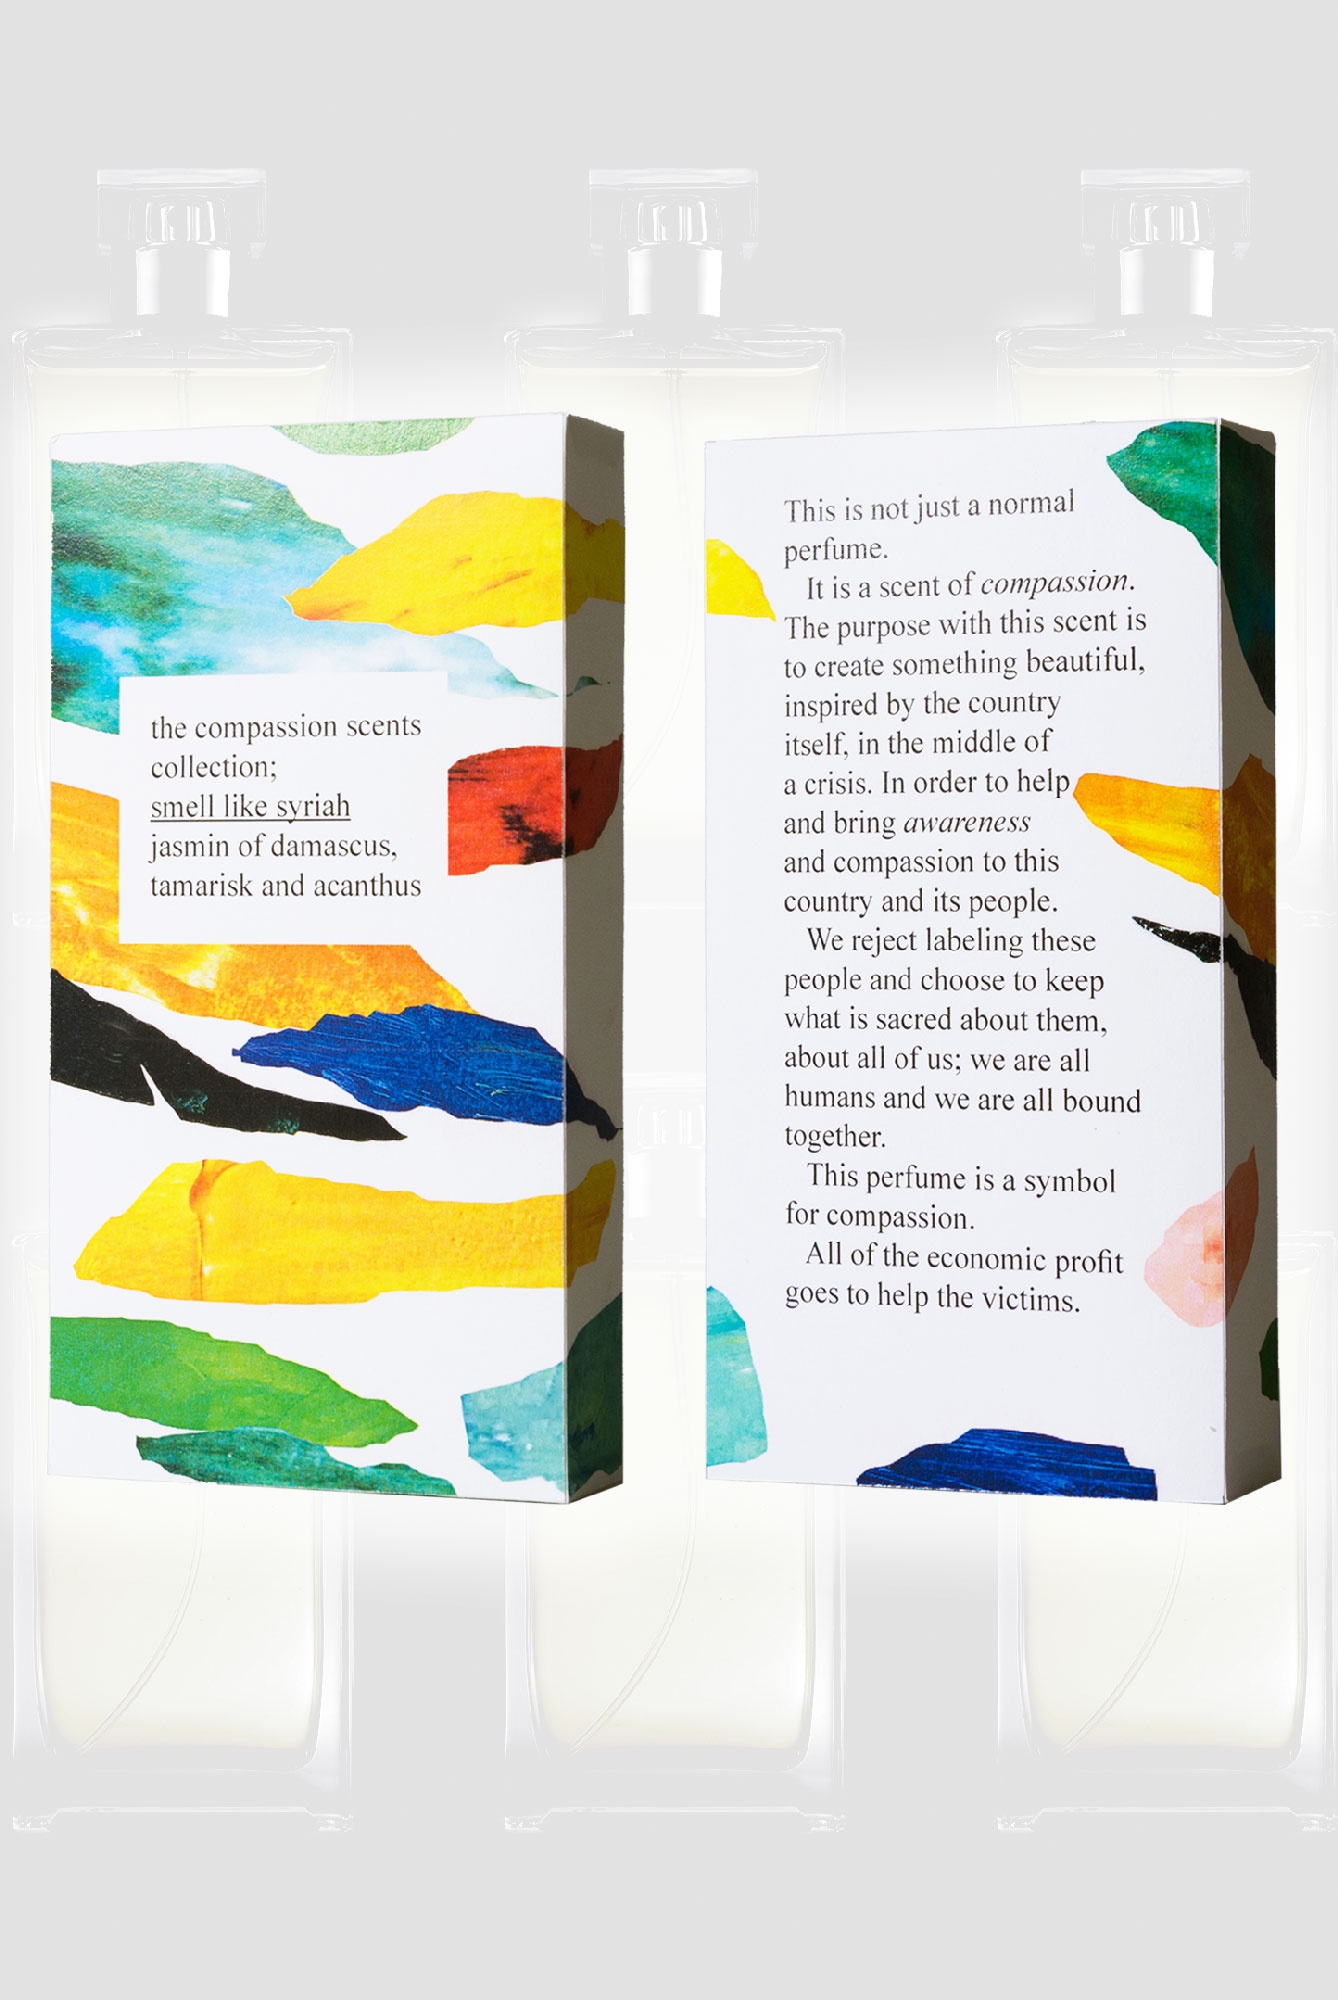 the compassion scents
collection;
smell like syriah
jasmin of damascus,
tamarisk and acanthus
This is not just a normal
perfume.
It is a scent of compassion.
The purpose with this scent is
to create something beautiful,
inspired by the country
itself, in the middle of
a crisis. In order to help
and bring awareness
and compassion to this
country and its people.
We reject labeling these
people and choose to keep
what is sacred about them,
about all of us; we are all
humans and we are all bound
together.
This perfume is a symbol
for compassion.
All of the economic profit
goes to help the victims.